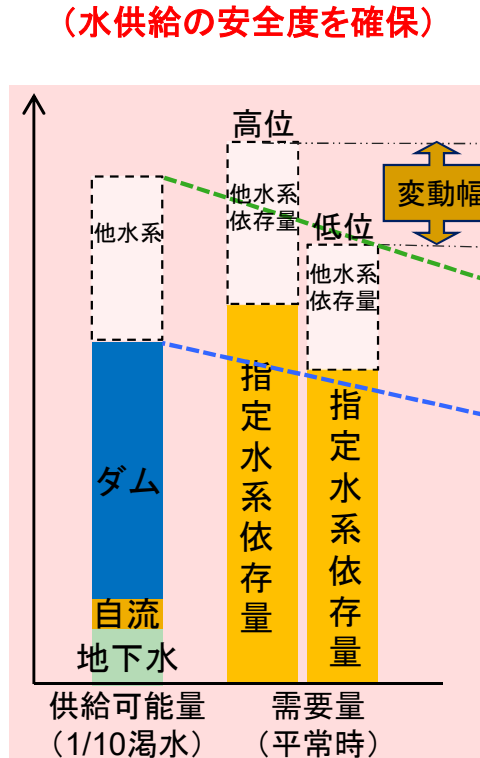 （水供給の安全度を確保）
高位
変動幅
他水系
他水系
依存量
低位
他水系
依存量
指定水系依存量
指定水系依存量
ダム
自流
地下水
供給可能量
（1/10渇水）
需要量
（平常時）